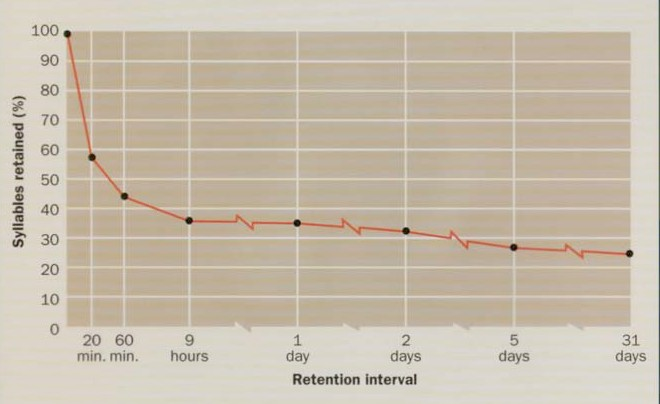 Syllables retained (%)
100
90
80
70
60
50
40
30
20
10
0
20 60 9 1 2 5 31
min. min. hours day days days days
Retention interval